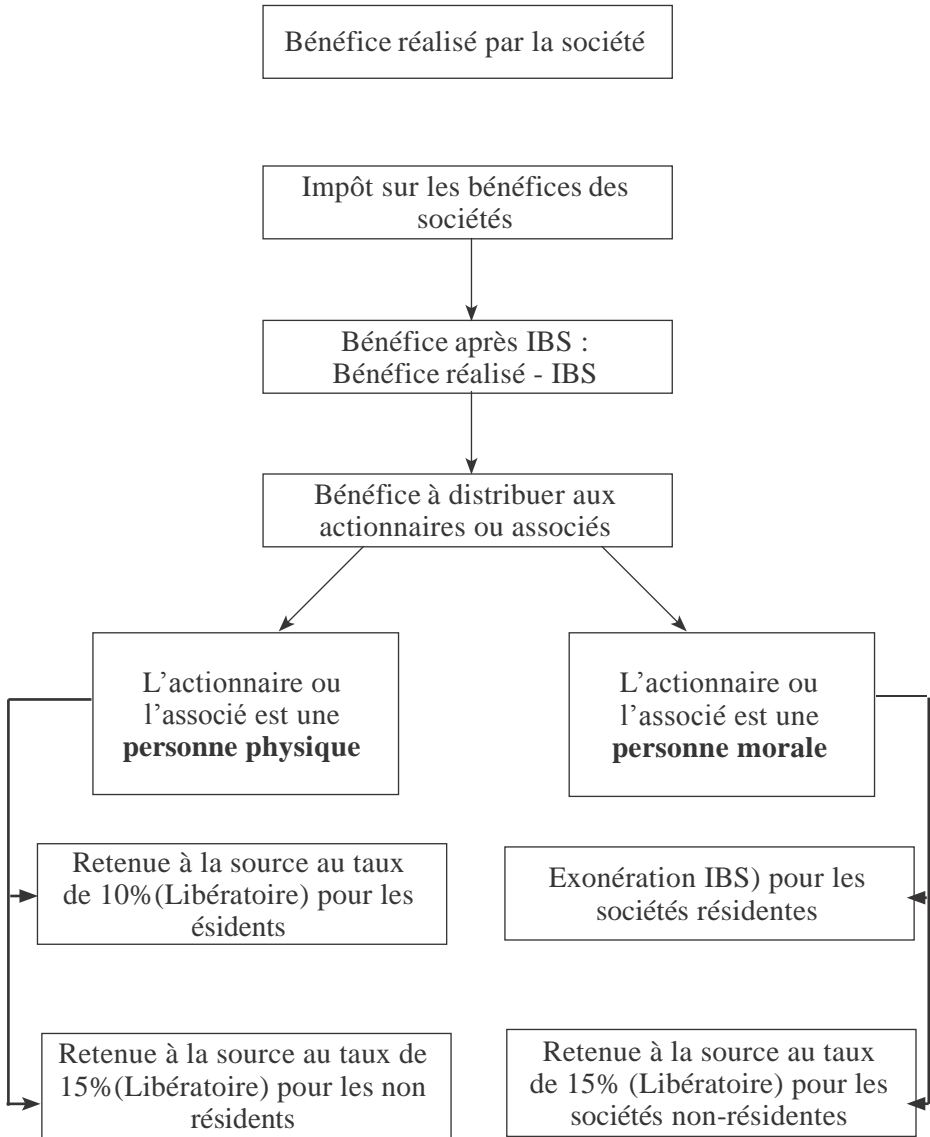 Bénéfice réalisé par la société
Impôt sur les bénéfices des
sociétés
Bénéfice après IBS :
Bénéfice réalisé - IBS
Bénéfice à distribuer aux
actionnaires ou associés
L'actionnaire ou
l'associé est une
personne physique
L'actionnaire ou
l'associé est une
personne morale
Retenue à la source au taux
de 10%(Libératoire) pour les
ésidents
Exonération IBS) pour les
sociétés résidentes
Retenue à la source au taux de
15%(Libératoire) pour les non
résidents
Retenue à la source au taux
de 15% (Libératoire) pour les
sociétés non-résidentes